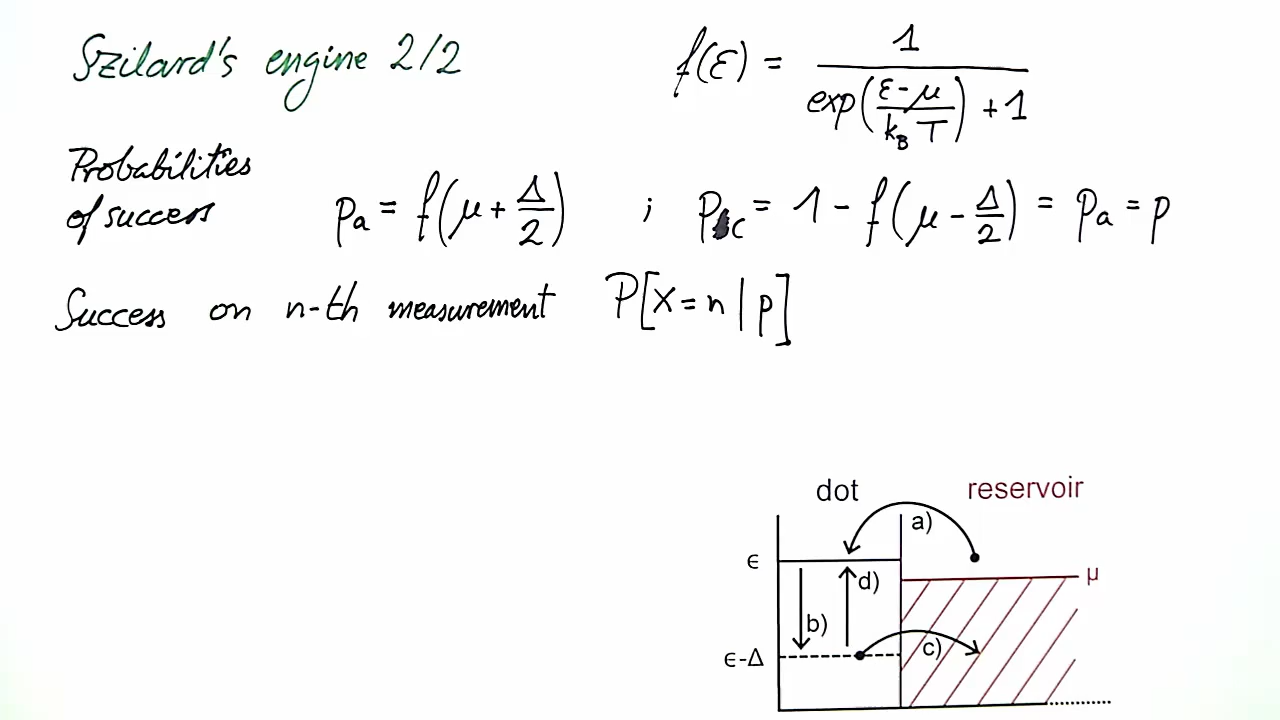 Szilard's engine 2/2
f(ε) = 1 / (exp((ε-μ)/(k_B T)) + 1)
Probabilities
of success
p_a = f(μ + Δ/2) ; p_c = 1 - f(μ - Δ/2) = p_a = p
Success on n-th measurement P[X = n | p]
dot reservoir
a)
ϵ
μ
d)
b)
c)
ϵ-Δ